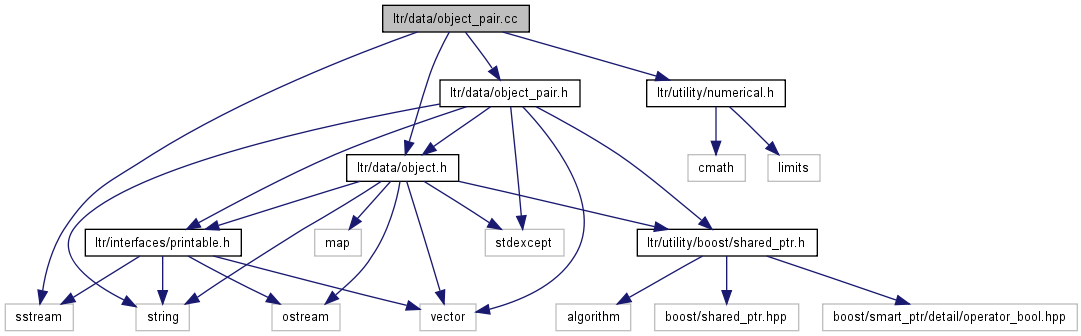 ltr/data/object_pair.cc
ltr/data/object_pair.h
ltr/utility/numerical.h
ltr/data/object.h
cmath
limits
ltr/interfaces/printable.h
map
stdexcept
ltr/utility/boost/shared_ptr.h
sstream
string
ostream
vector
algorithm
boost/shared_ptr.hpp
boost/smart_ptr/detail/operator_bool.hpp